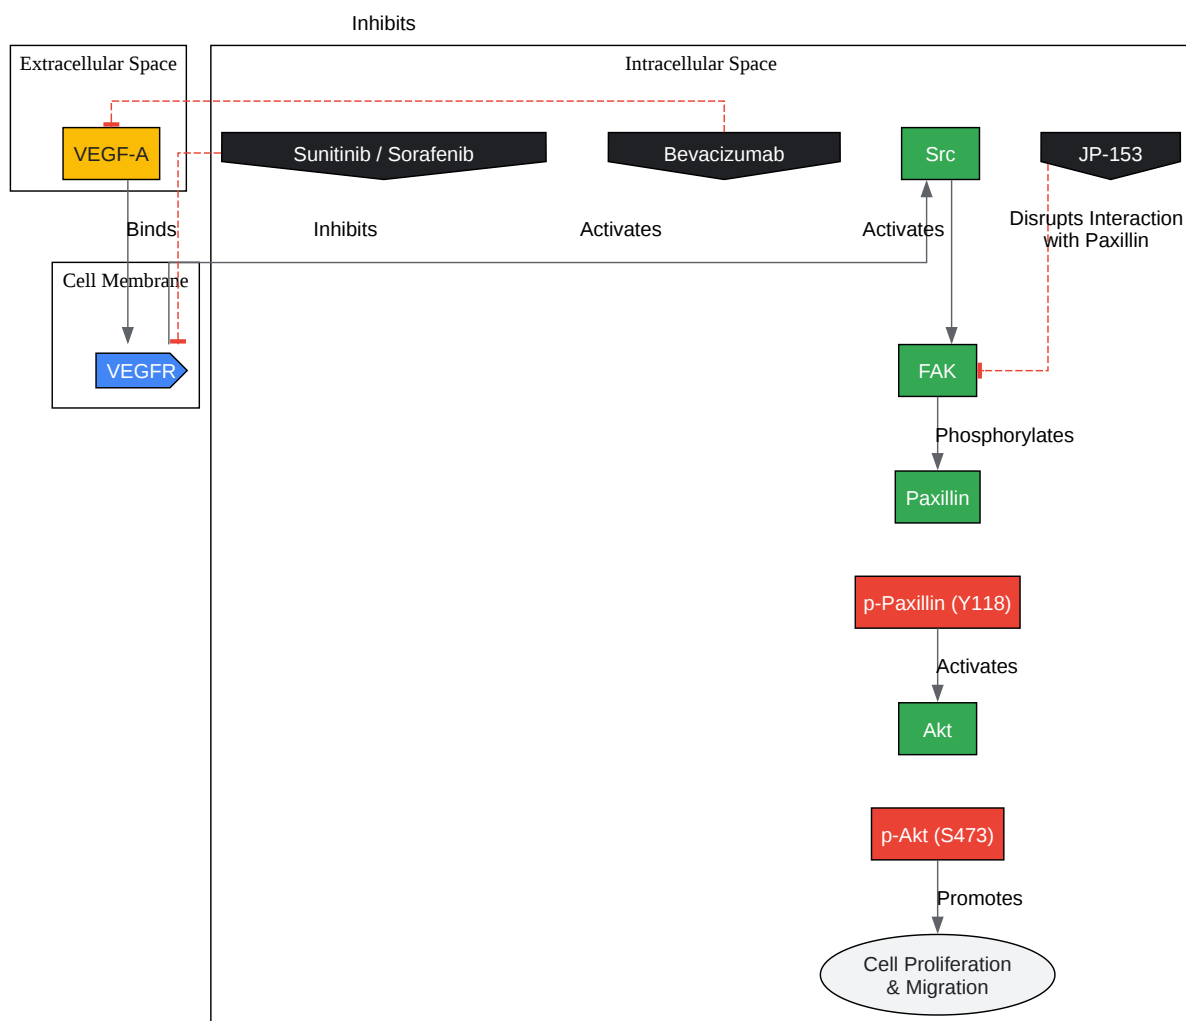 Inhibits
Extracellular Space
Intracellular Space
VEGF-A
Sunitinib / Sorafenib
Bevacizumab
Src
JP-153
Binds
Inhibits
Activates
Activates
Disrupts Interaction
with Paxillin
Cell Membrane
VEGFR
FAK
Phosphorylates
Paxillin
p-Paxillin (Y118)
Activates
Akt
p-Akt (S473)
Promotes
Cell Proliferation
& Migration